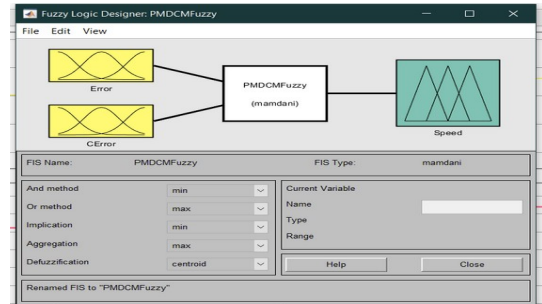 Fuzzy Logic Designer: PMDCMFuzzy
File Edit View
Error
CError
PMDCMFuzzy
(mamdani)
Speed
FIS Name: PMDCMFuzzy FIS Type: mamdani
And method min
Or method max
Implication min
Aggregation max
Defuzzification centroid
Current Variable
Name
Type
Range
Help Close
Renamed FIS to "PMDCMFuzzy"